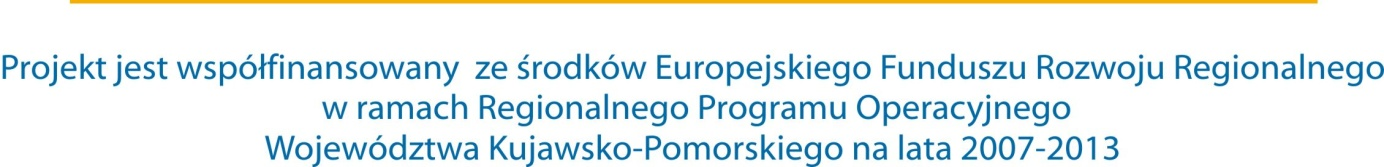 Projekt jest współfinansowany ze środków Europejskiego Funduszu Rozwoju Regionalnego
w ramach Regionalnego Programu Operacyjnego
Województwa Kujawsko-Pomorskiego na lata 2007-2013